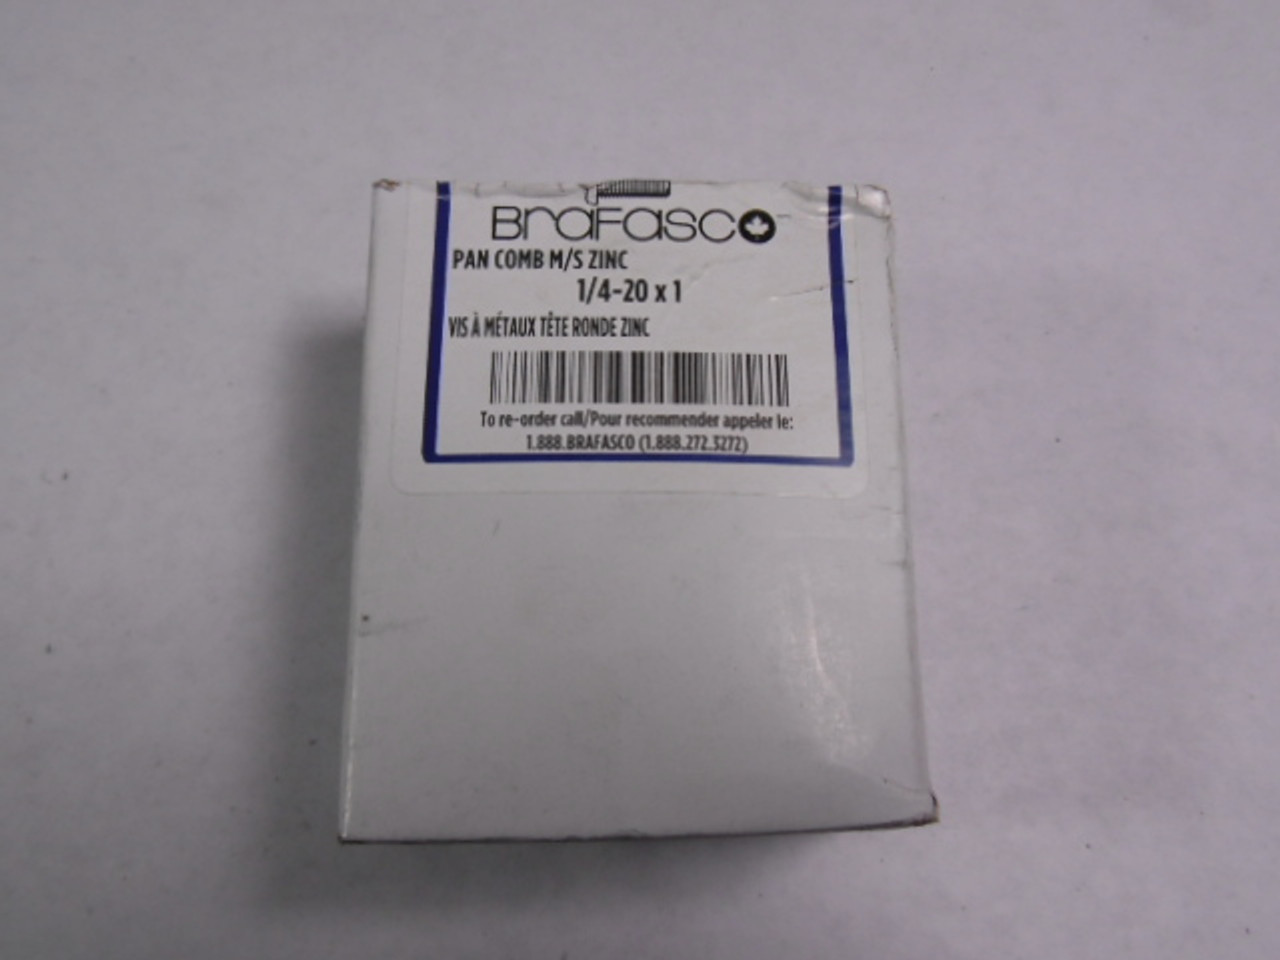 BraFasco
PAN COMB M/S ZINC
1/4-20 x 1
VIS À MÉTAUX TÊTE RONDE ZINC
To re-order call/Pour recommender appeler le:
1.888.BRAFASCO (1.888.272.3272)